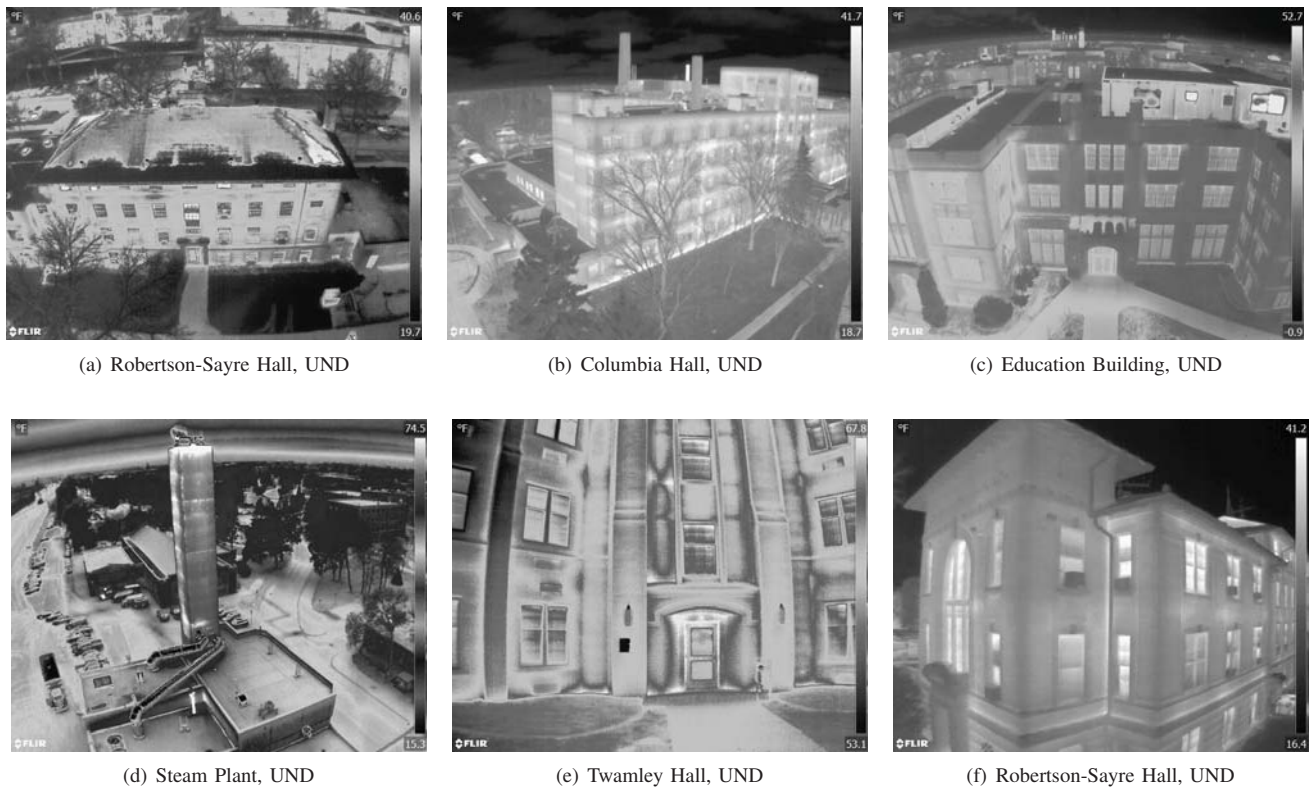 °F
40.6
19.7
FLIR
°F
41.7
18.7
FLIR
°F
52.7
-0.9
FLIR
(a) Robertson-Sayre Hall, UND
(b) Columbia Hall, UND
(c) Education Building, UND
°F
74.5
15.3
FLIR
°F
67.8
53.1
FLIR
°F
41.2
16.4
FLIR
(d) Steam Plant, UND
(e) Twamley Hall, UND
(f) Robertson-Sayre Hall, UND